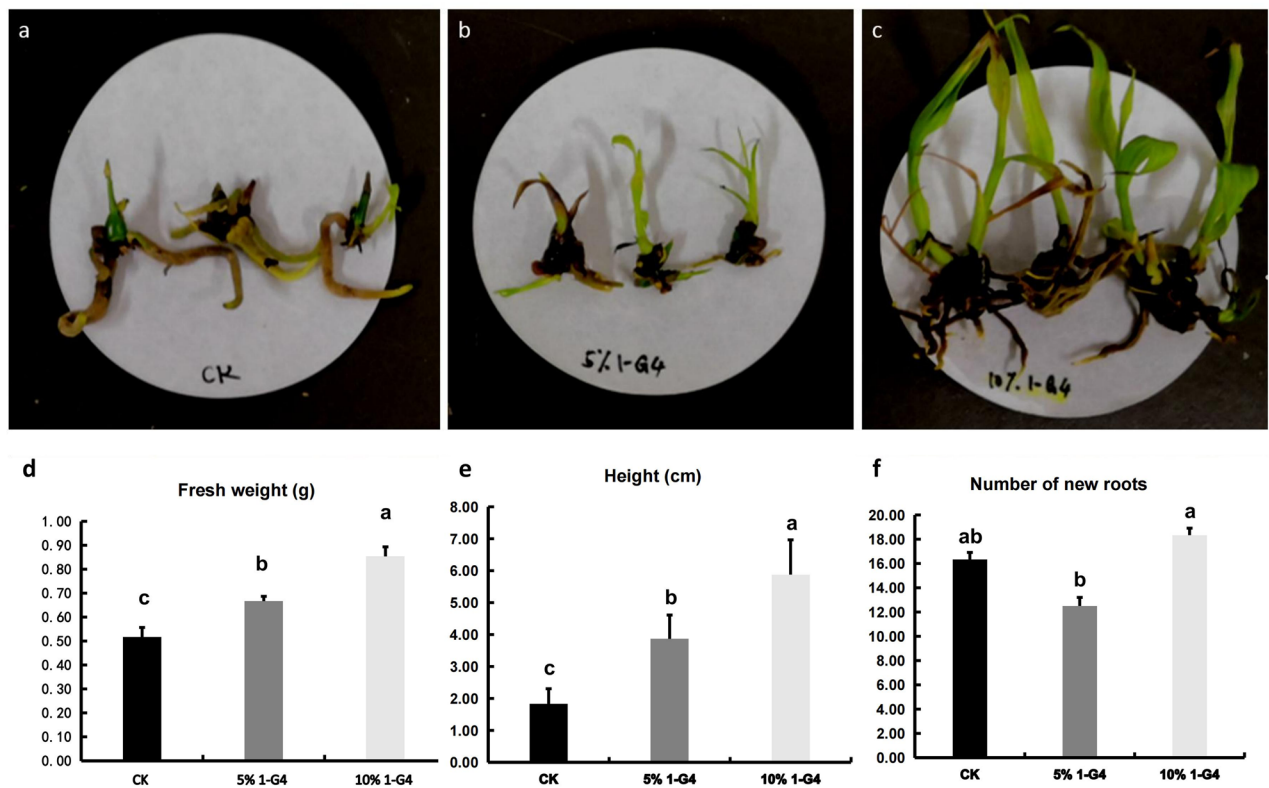 a
b
c
CK
5% 1-G4
10% 1-G4
d
Fresh weight (g)
1. 00
0. 90
0. 80
0. 70
0. 60
0. 50
0. 40
0. 30
0. 20
0. 10
0. 00
c
b
a
CK
5% 1-G4
10% 1-G4
e
Height (cm)
8.00
7.00
6.00
5.00
4.00
3.00
2.00
1.00
0.00
c
b
a
CK
5% 1-G4
10% 1-G4
f
Number of new roots
20.00
18.00
16.00
14.00
12.00
10.00
8.00
6.00
4.00
2.00
0.00
ab
b
a
CK
5% 1-G4
10% 1-G4